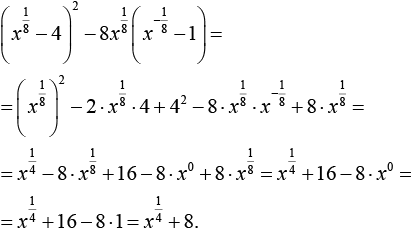 (x^{1/8} − 4)^2 − 8x^{1/8}(x^{−1/8} − 1) =
= (x^{1/8})^2 − 2 · x^{1/8} · 4 + 4^2 − 8 · x^{1/8} · x^{−1/8} + 8 · x^{1/8} =
= x^{1/4} − 8 · x^{1/8} + 16 − 8 · x^0 + 8 · x^{1/8} = x^{1/4} + 16 − 8 · x^0 =
= x^{1/4} + 16 − 8 · 1 = x^{1/4} + 8.